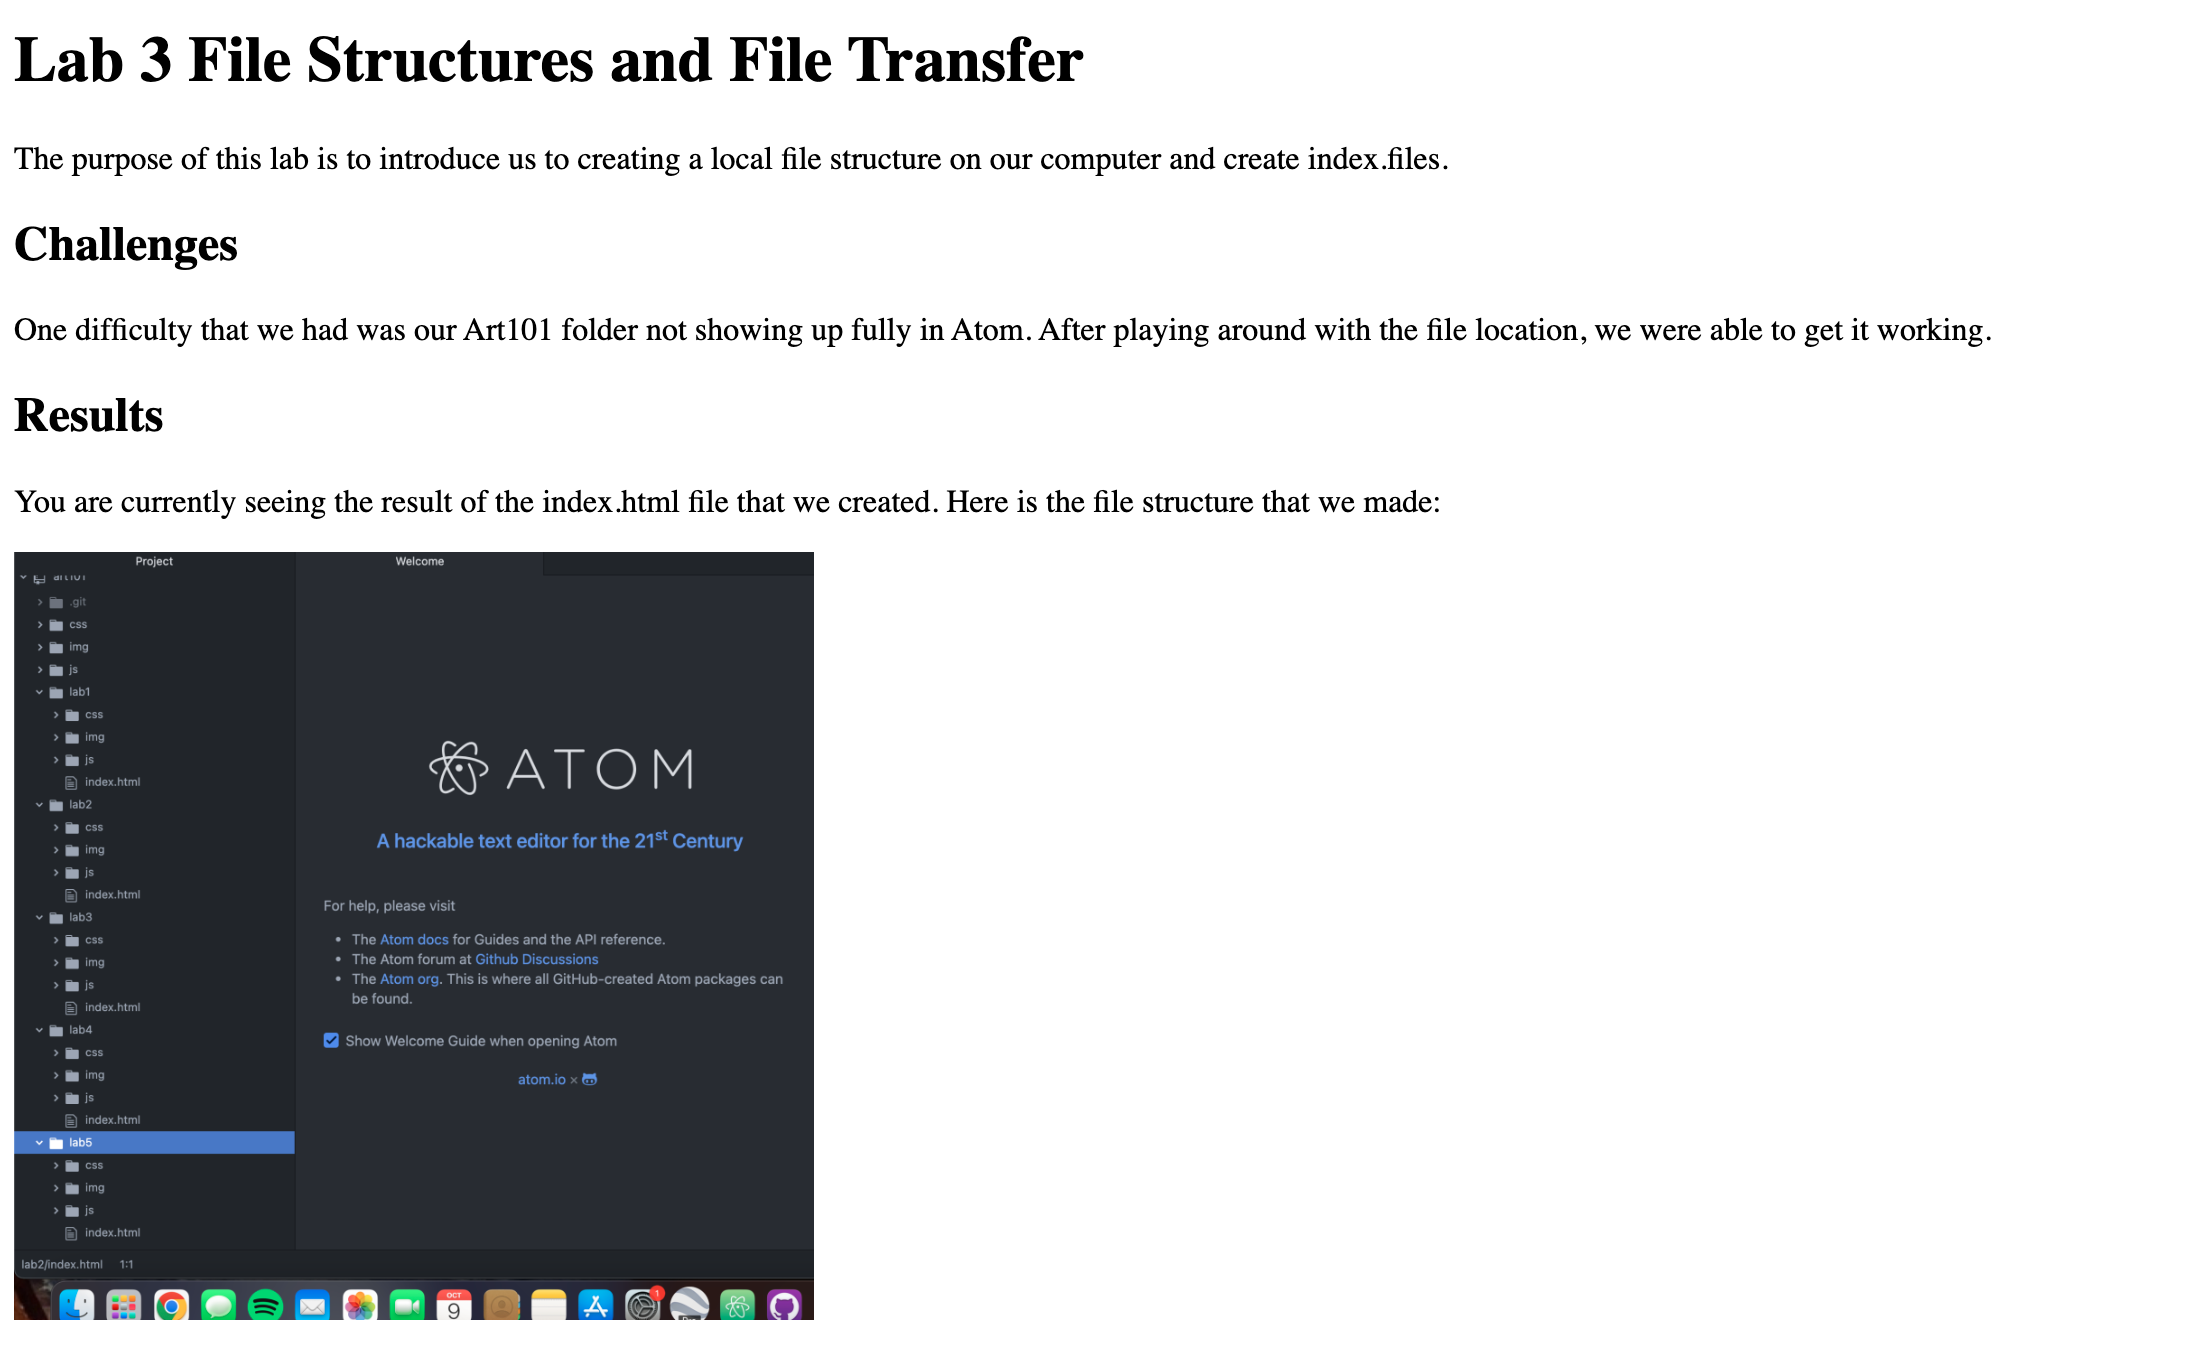 Lab 3 File Structures and File Transfer
The purpose of this lab is to introduce us to creating a local file structure on our computer and create index.files.
Challenges
One difficulty that we had was our Art101 folder not showing up fully in Atom. After playing around with the file location, we were able to get it working.
Results
You are currently seeing the result of the index.html file that we created. Here is the file structure that we made:
Project
art101
.git
css
img
js
lab1
css
img
js
index.html
lab2
css
img
js
index.html
lab3
css
img
js
index.html
lab4
css
img
js
index.html
lab5
css
img
js
index.html
lab2/index.html 1:1
Welcome
ATOM
A hackable text editor for the 21st Century
For help, please visit
• The Atom docs for Guides and the API reference.
• The Atom forum at Github Discussions
• The Atom org. This is where all GitHub-created Atom packages can
be found.
Show Welcome Guide when opening Atom
atom.io ×
OCT
9
1